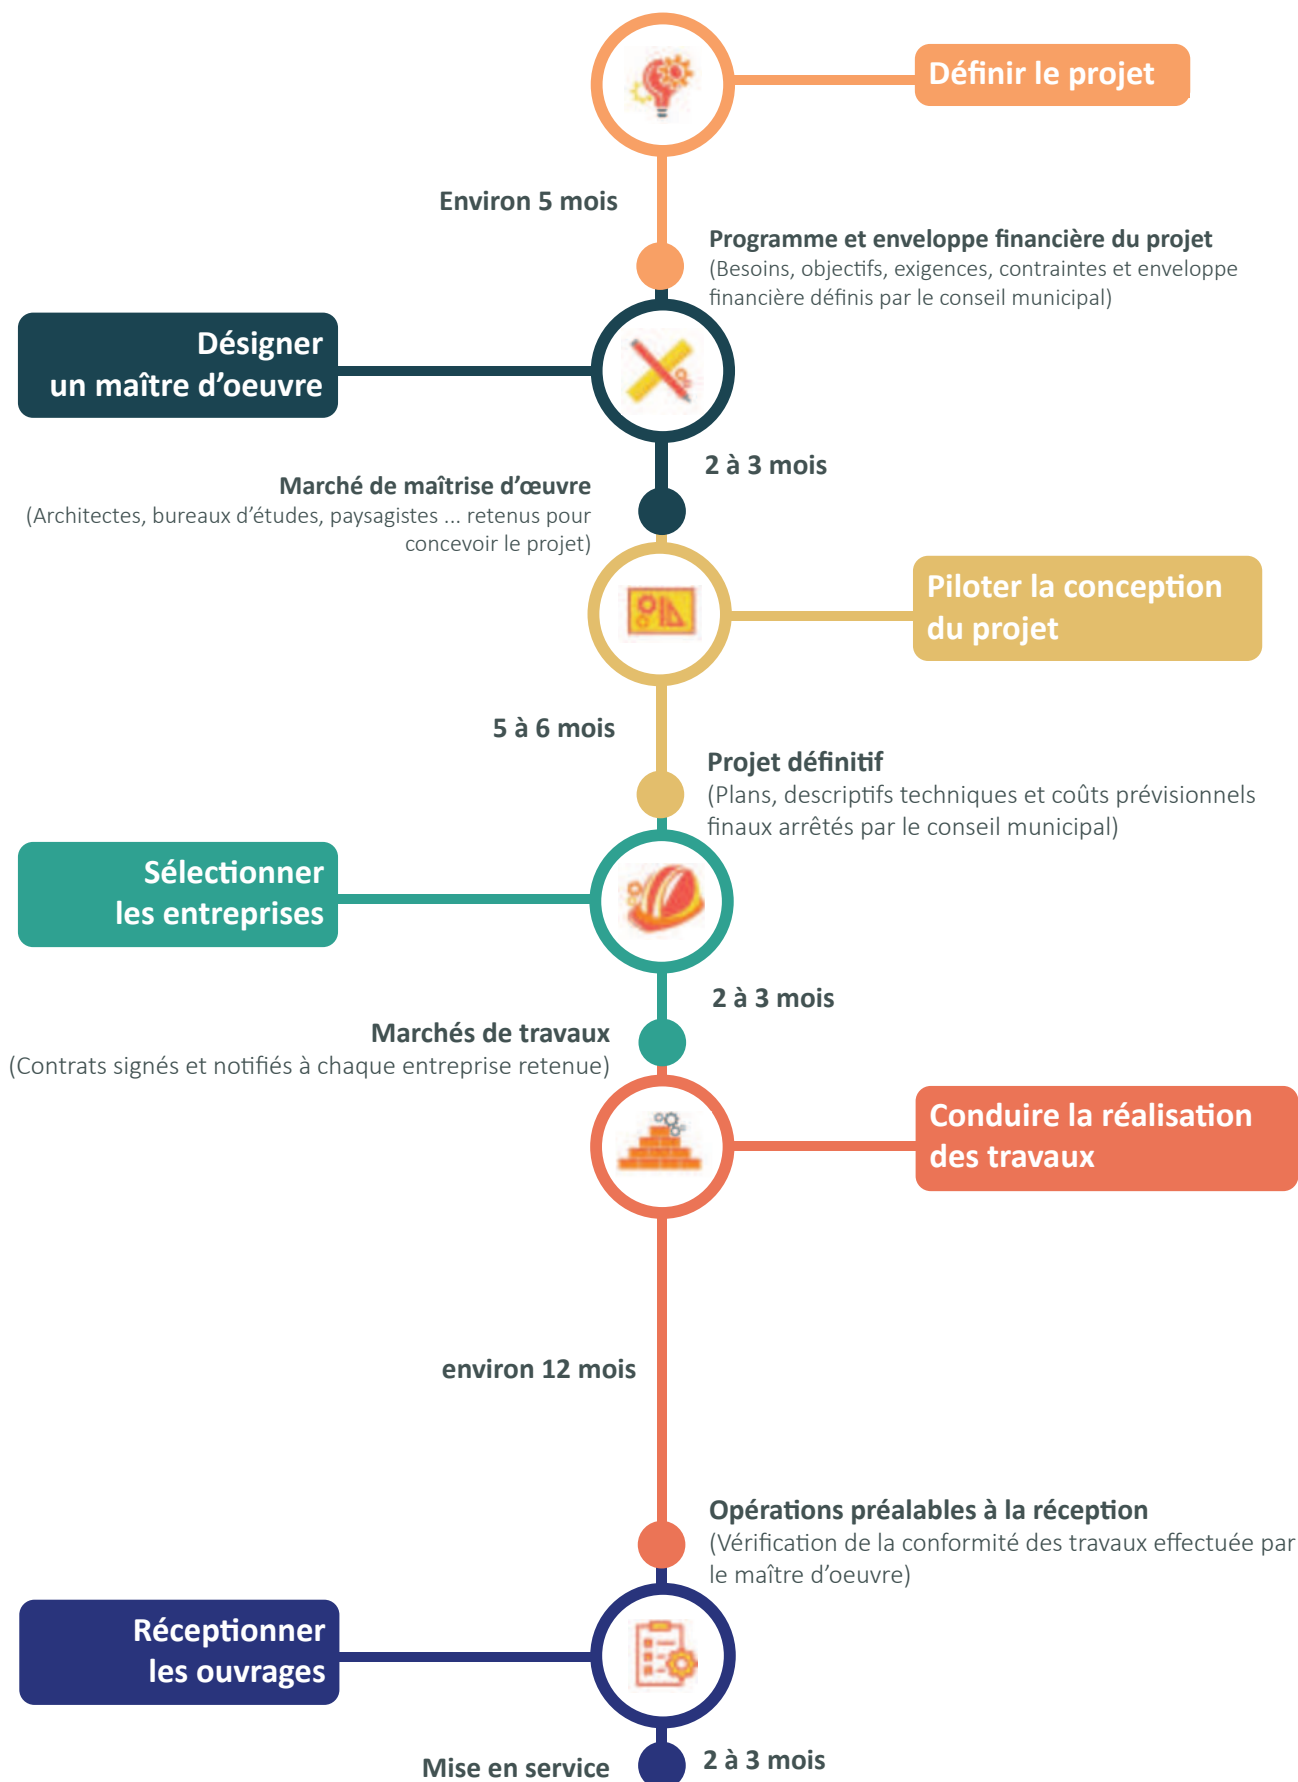 Définir le projet
Environ 5 mois
Programme et enveloppe financière du projet
(Besoins, objectifs, exigences, contraintes et enveloppe
financière définis par le conseil municipal)
Désigner
un maître d’oeuvre
2 à 3 mois
Marché de maîtrise d’œuvre
(Architectes, bureaux d’études, paysagistes ... retenus pour
concevoir le projet)
Piloter la conception
du projet
5 à 6 mois
Projet définitif
(Plans, descriptifs techniques et coûts prévisionnels
finaux arrêtés par le conseil municipal)
Sélectionner
les entreprises
2 à 3 mois
Marchés de travaux
(Contrats signés et notifiés à chaque entreprise retenue)
Conduire la réalisation
des travaux
environ 12 mois
Opérations préalables à la réception
(Vérification de la conformité des travaux effectuée par
le maître d’oeuvre)
Réceptionner
les ouvrages
2 à 3 mois
Mise en service